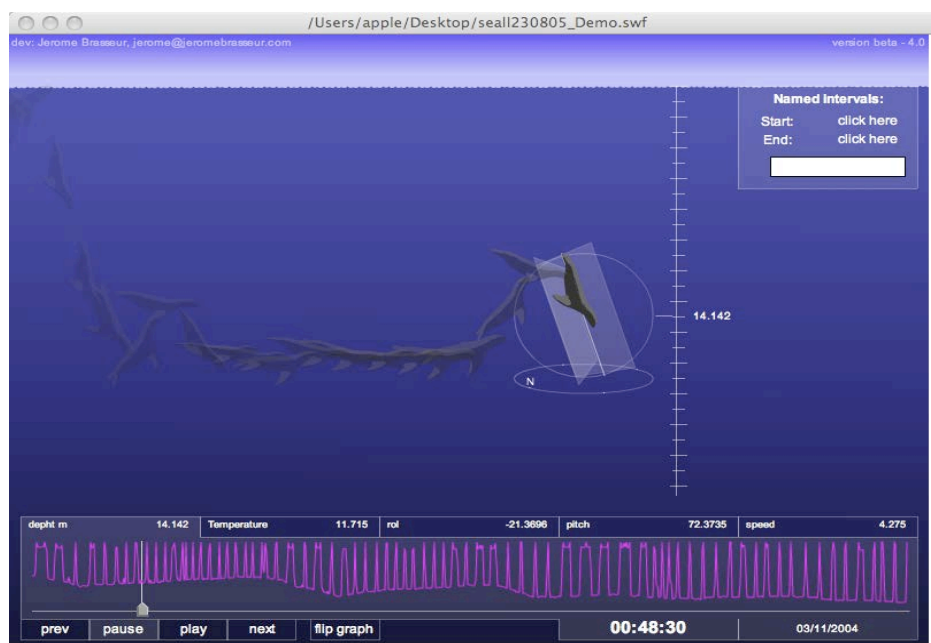 /Users/apple/Desktop/seall230805_Demo.swf
dev: Jerome Brasseur, jerome@jeromebrasseur.com version beta - 4.0
Named Intervals:
Start: click here
End: click here
14.142
N
depht m 14.142 Temperature 11.715 rol -21.3696 pitch 72.3735 speed 4.275
prev pause play next flip graph 00:48:30 03/11/2004